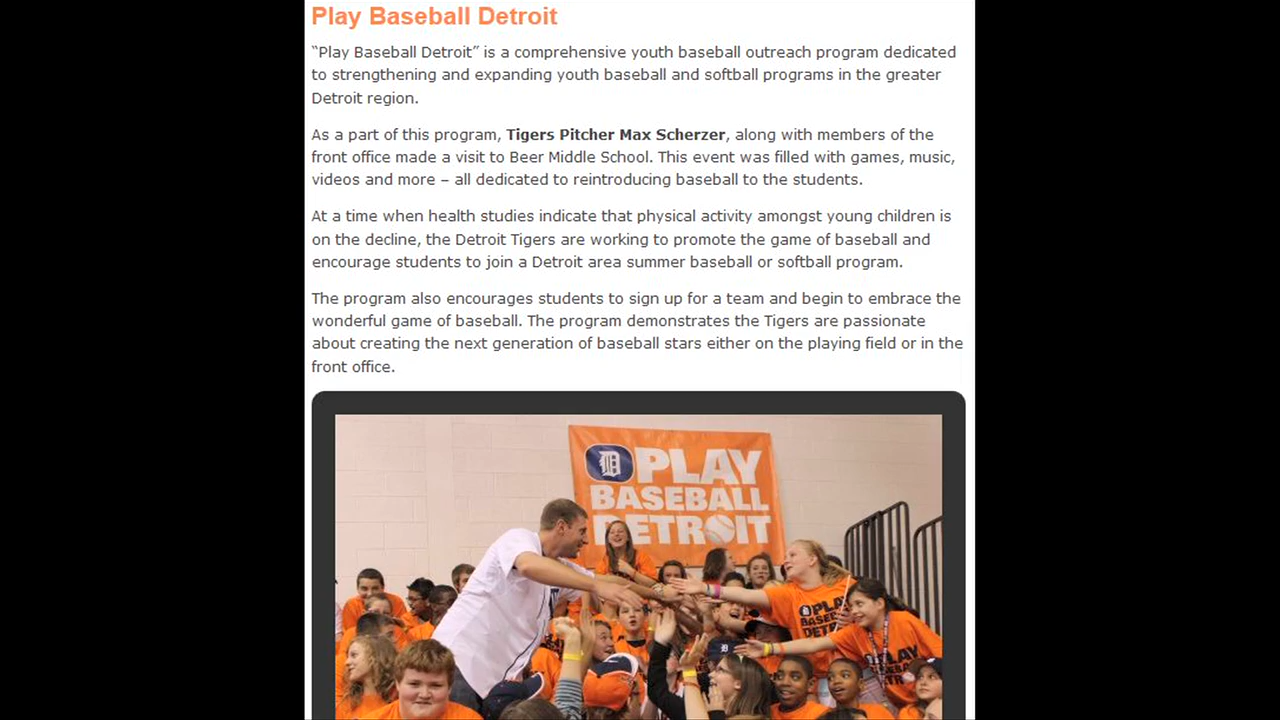 Play Baseball Detroit
“Play Baseball Detroit” is a comprehensive youth baseball outreach program dedicated
to strengthening and expanding youth baseball and softball programs in the greater
Detroit region.
As a part of this program, Tigers Pitcher Max Scherzer, along with members of the
front office made a visit to Beer Middle School. This event was filled with games, music,
videos and more – all dedicated to reintroducing baseball to the students.
At a time when health studies indicate that physical activity amongst young children is
on the decline, the Detroit Tigers are working to promote the game of baseball and
encourage students to join a Detroit area summer baseball or softball program.
The program also encourages students to sign up for a team and begin to embrace the
wonderful game of baseball. The program demonstrates the Tigers are passionate
about creating the next generation of baseball stars either on the playing field or in the
front office.
D PLAY
BASEBALL
DETROIT